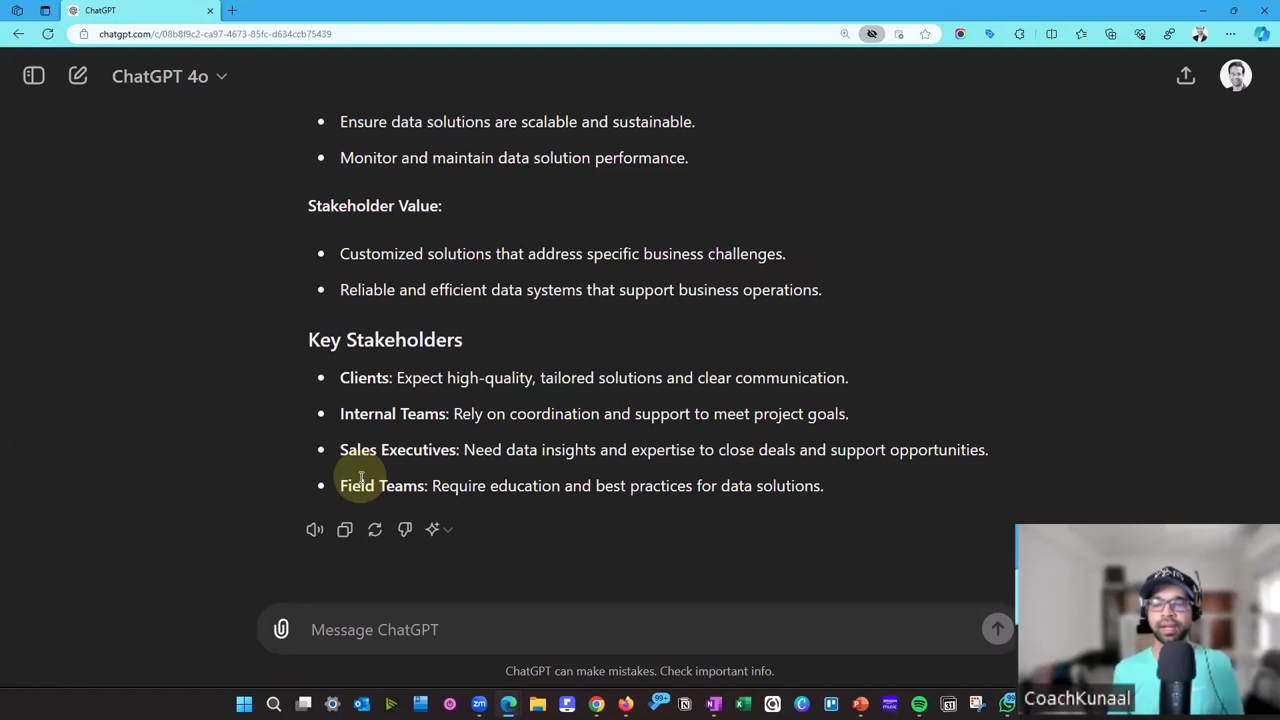 ChatGPT
chatgpt.com/c/08b8f9c2-ca97-4673-85fc-d634ccb75439
ChatGPT 4o
Ensure data solutions are scalable and sustainable.
Monitor and maintain data solution performance.
Stakeholder Value:
Customized solutions that address specific business challenges.
Reliable and efficient data systems that support business operations.
Key Stakeholders
Clients: Expect high-quality, tailored solutions and clear communication.
Internal Teams: Rely on coordination and support to meet project goals.
Sales Executives: Need data insights and expertise to close deals and support opportunities.
Field Teams: Require education and best practices for data solutions.
Message ChatGPT
ChatGPT can make mistakes. Check important info.
CoachKunaal
zm
99+